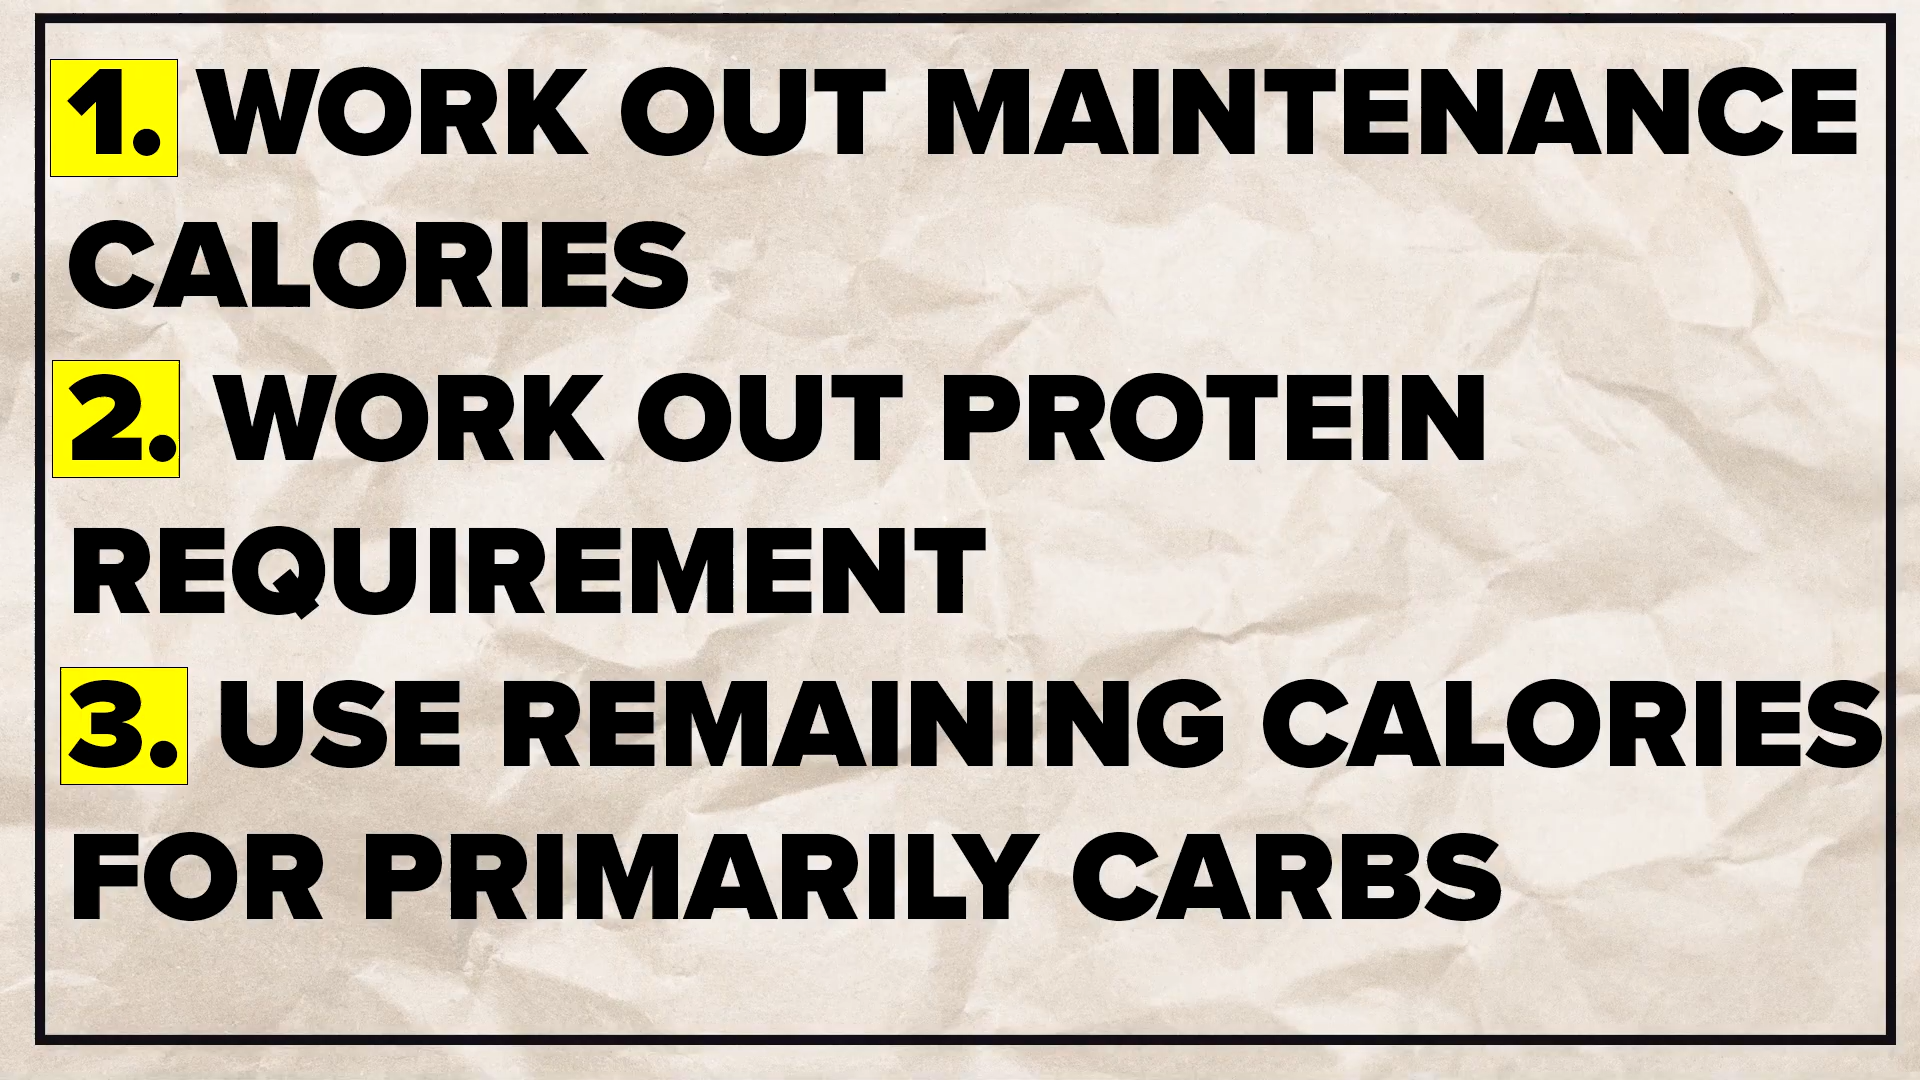 1. WORK OUT MAINTENANCE
CALORIES
2. WORK OUT PROTEIN
REQUIREMENT
3. USE REMAINING CALORIES
FOR PRIMARILY CARBS